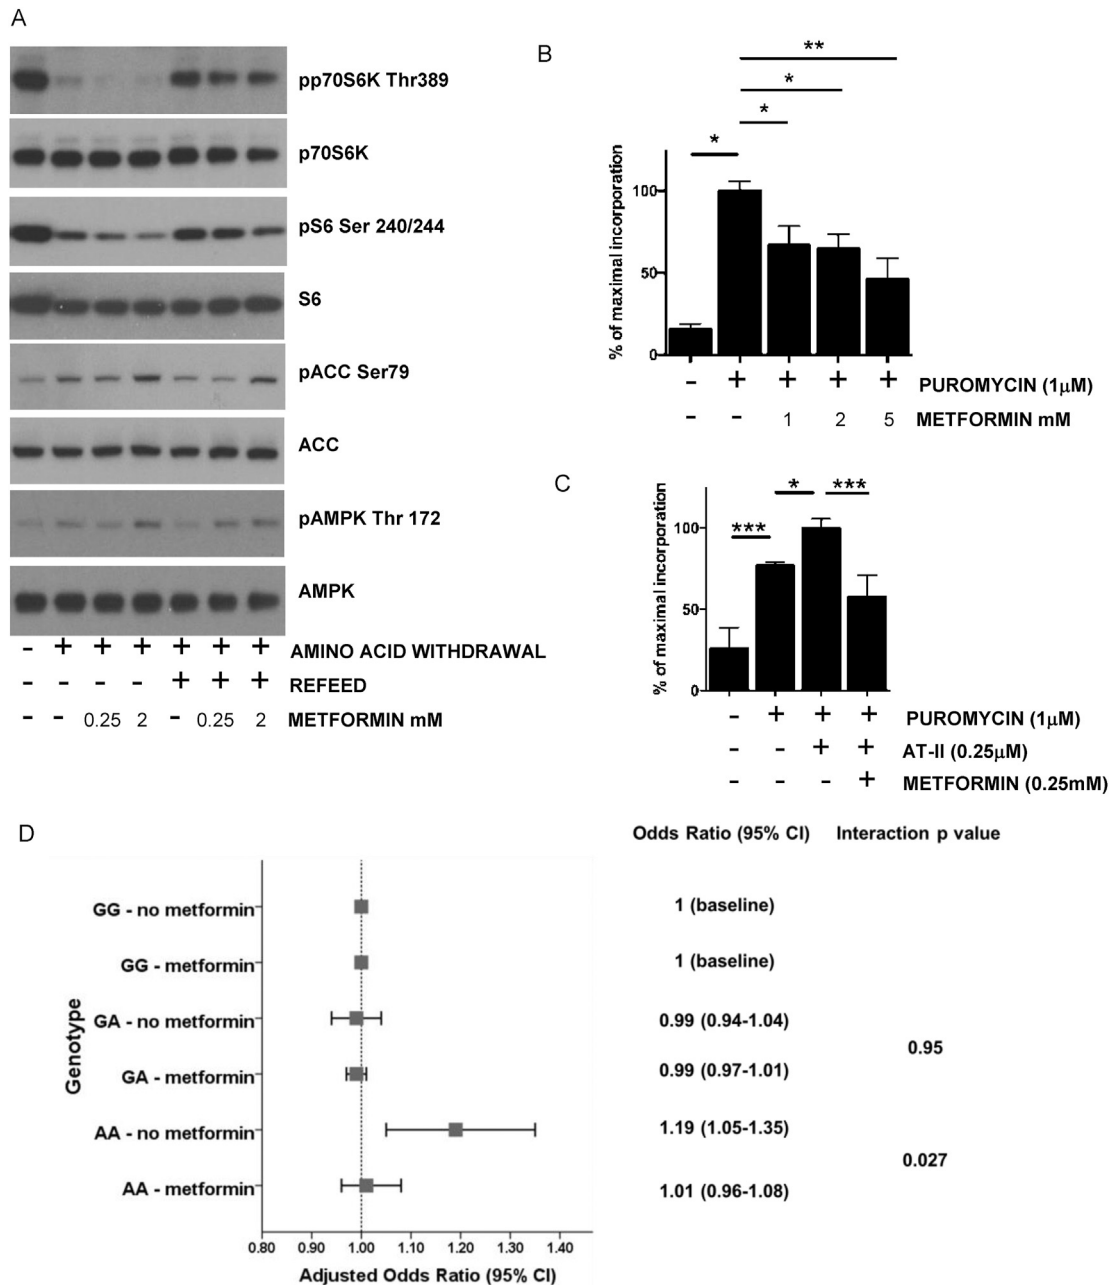 A
pp70S6K Thr389
p70S6K
pS6 Ser 240/244
S6
pACC Ser79
ACC
pAMPK Thr 172
AMPK
- + + + + + + AMINO ACID WITHDRAWAL
- - - - + + + REFEED
- - 0.25 2 - 0.25 2 METFORMIN mM
B
**
*
*
*
% of maximal incorporation
100
50
0
- + + + + PUROMYCIN (1µM)
- - 1 2 5 METFORMIN mM
C
*** * ***
% of maximal incorporation
100
50
0
- + + + PUROMYCIN (1µM)
- - + + AT-II (0.25µM)
- - - + METFORMIN (0.25mM)
D
Odds Ratio (95% CI) Interaction p value
Genotype
GG - no metformin 1 (baseline)
GG - metformin 1 (baseline)
GA - no metformin 0.99 (0.94-1.04)
0.95
GA - metformin 0.99 (0.97-1.01)
AA - no metformin 1.19 (1.05-1.35)
0.027
AA - metformin 1.01 (0.96-1.08)
0.80 0.90 1.00 1.10 1.20 1.30 1.40
Adjusted Odds Ratio (95% CI)